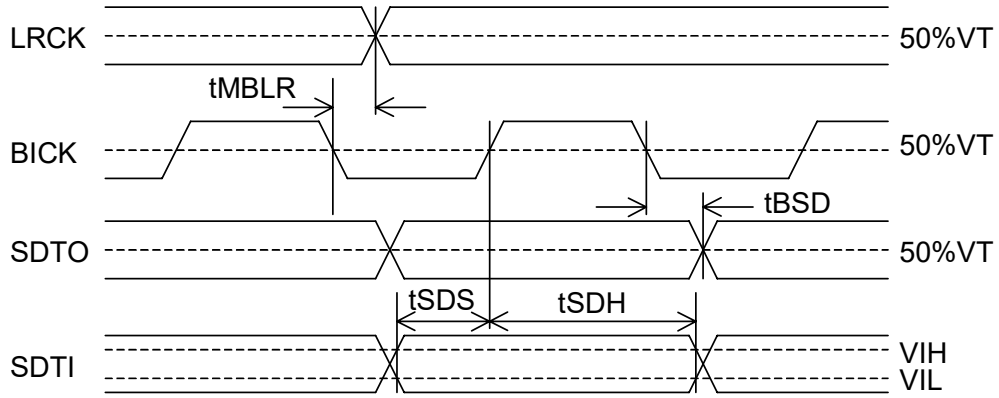 LRCK
50%VT
tMBLR
BICK
50%VT
tBSD
SDTO
50%VT
tSDS
tSDH
SDTI
VIH
VIL